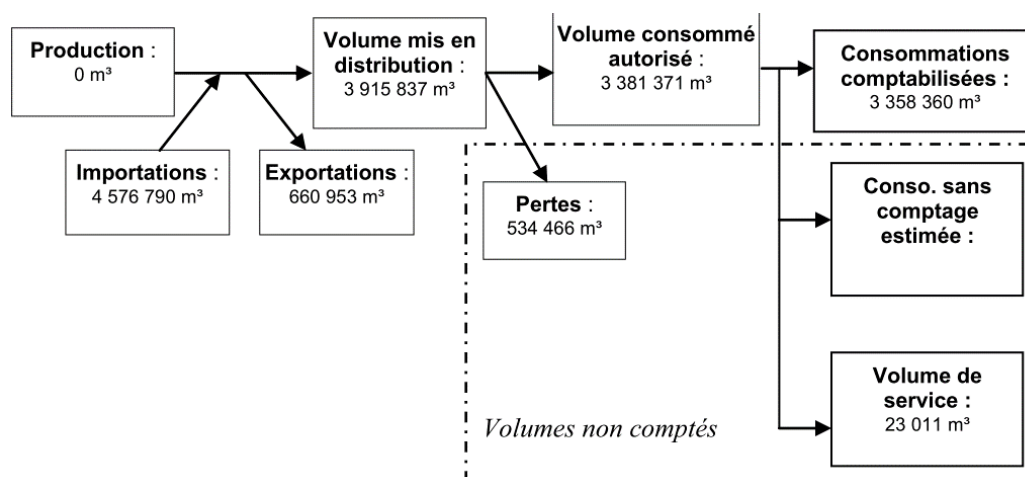 Production :
0 m³
Volume mis en
distribution :
3 915 837 m³
Volume consommé
autorisé :
3 381 371 m³
Consommations
comptabilisées :
3 358 360 m³
Importations :
4 576 790 m³
Exportations :
660 953 m³
Pertes :
534 466 m³
Conso. sans
comptage
estimée :
Volume de
service :
23 011 m³
Volumes non comptés